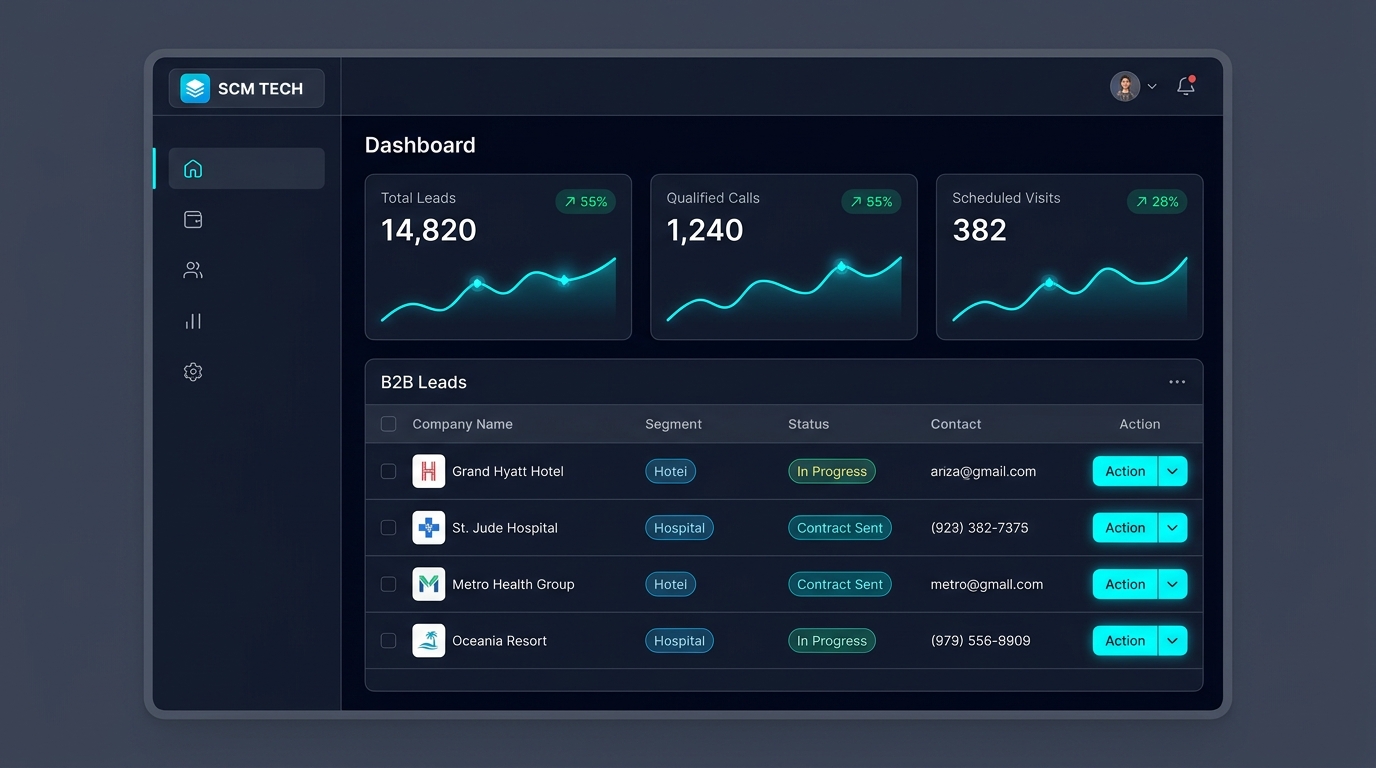 SCM TECH
Dashboard
Total Leads
55%
14,820
Qualified Calls
55%
1,240
Scheduled Visits
28%
382
B2B Leads
Company Name Segment Status Contact Action
Grand Hyatt Hotel Hotei In Progress anza@gmail.com Action
St. Jude Hospital Hospital Contract Sent (923) 382-7375 Action
Metro Health Group Hotei Contract Sent metro@gmall.com Action
Oceania Resort Hospital In Progress (979) 556-8909 Action